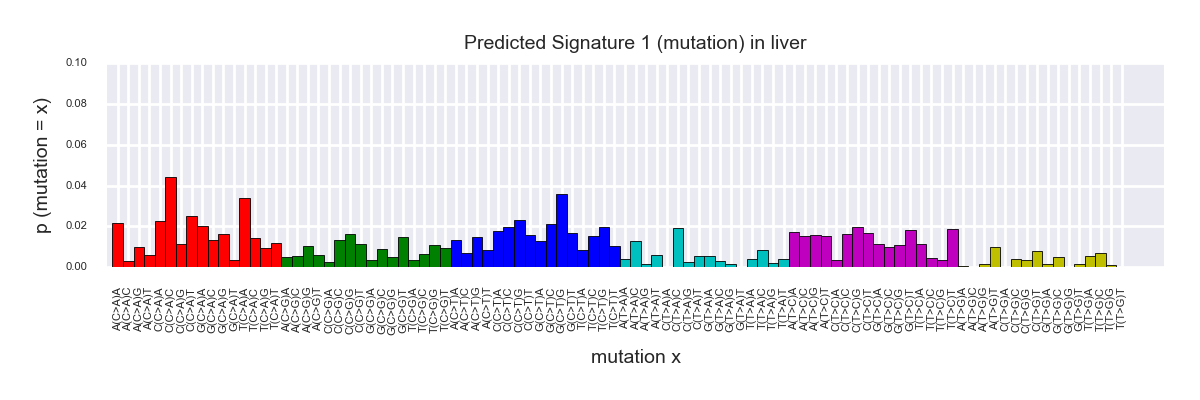 Predicted Signature 1 (mutation) in liver
p (mutation = x)
0.10
0.08
0.06
0.04
0.02
0.00
A(C>A)A
A(C>A)C
A(C>A)G
A(C>A)T
C(C>A)A
C(C>A)C
C(C>A)G
C(C>A)T
G(C>A)A
G(C>A)C
G(C>A)G
G(C>A)T
T(C>A)A
T(C>A)C
T(C>A)G
T(C>A)T
A(C>G)A
A(C>G)C
A(C>G)G
A(C>G)T
C(C>G)A
C(C>G)C
C(C>G)G
C(C>G)T
G(C>G)A
G(C>G)C
G(C>G)G
G(C>G)T
T(C>G)A
T(C>G)C
T(C>G)G
T(C>G)T
A(C>T)A
A(C>T)C
A(C>T)G
A(C>T)T
C(C>T)A
C(C>T)C
C(C>T)G
C(C>T)T
G(C>T)A
G(C>T)C
G(C>T)G
G(C>T)T
T(C>T)A
T(C>T)C
T(C>T)G
T(C>T)T
A(T>A)A
A(T>A)C
A(T>A)G
A(T>A)T
C(T>A)A
C(T>A)C
C(T>A)G
C(T>A)T
G(T>A)A
G(T>A)C
G(T>A)G
G(T>A)T
T(T>A)A
T(T>A)C
T(T>A)G
T(T>A)T
A(T>C)A
A(T>C)C
A(T>C)G
A(T>C)T
C(T>C)A
C(T>C)C
C(T>C)G
C(T>C)T
G(T>C)A
G(T>C)C
G(T>C)G
G(T>C)T
T(T>C)A
T(T>C)C
T(T>C)G
T(T>C)T
A(T>G)A
A(T>G)C
A(T>G)G
A(T>G)T
C(T>G)A
C(T>G)C
C(T>G)G
C(T>G)T
G(T>G)A
G(T>G)C
G(T>G)G
G(T>G)T
T(T>G)A
T(T>G)C
T(T>G)G
T(T>G)T
mutation x